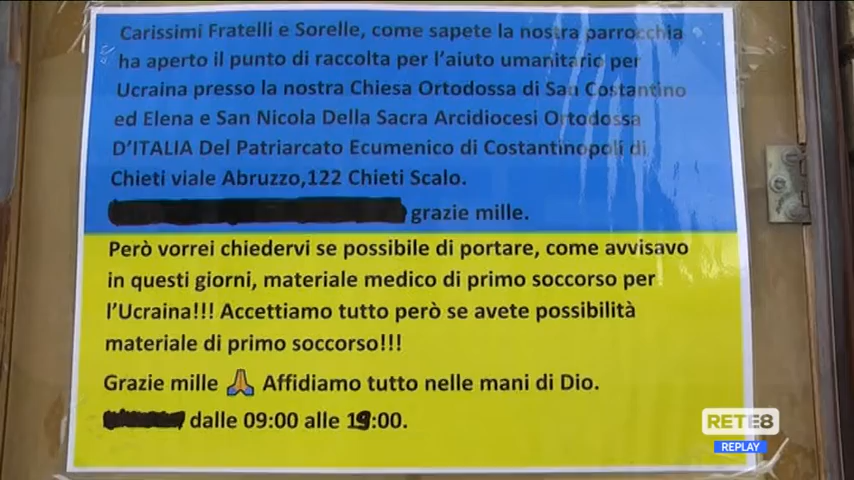 Carissimi Fratelli e Sorelle, come sapete la nostra parrocchia
ha aperto il punto di raccolta per l'aiuto umanitario per
Ucraina presso la nostra Chiesa Ortodossa di San Costantino
ed Elena e San Nicola Della Sacra Arcidiocesi Ortodossa
D'ITALIA Del Patriarcato Ecumenico di Costantinopoli di
Chieti viale Abruzzo,122 Chieti Scalo.
grazie mille.
Però vorrei chiedervi se possibile di portare, come avvisavo
in questi giorni, materiale medico di primo soccorso per
l'Ucraina!!! Accettiamo tutto però se avete possibilità
materiale di primo soccorso!!!
Grazie mille 🙏 Affidiamo tutto nelle mani di Dio.
dalle 09:00 alle 19:00.
RETE8
REPLAY